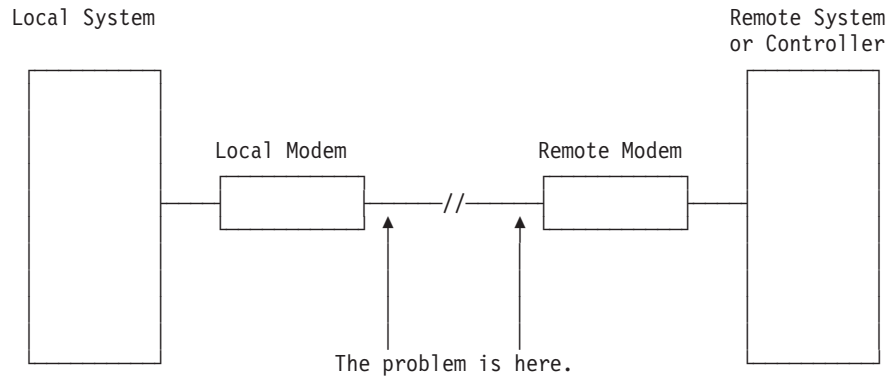 Local System
Remote System
or Controller
Local Modem
Remote Modem
//
The problem is here.